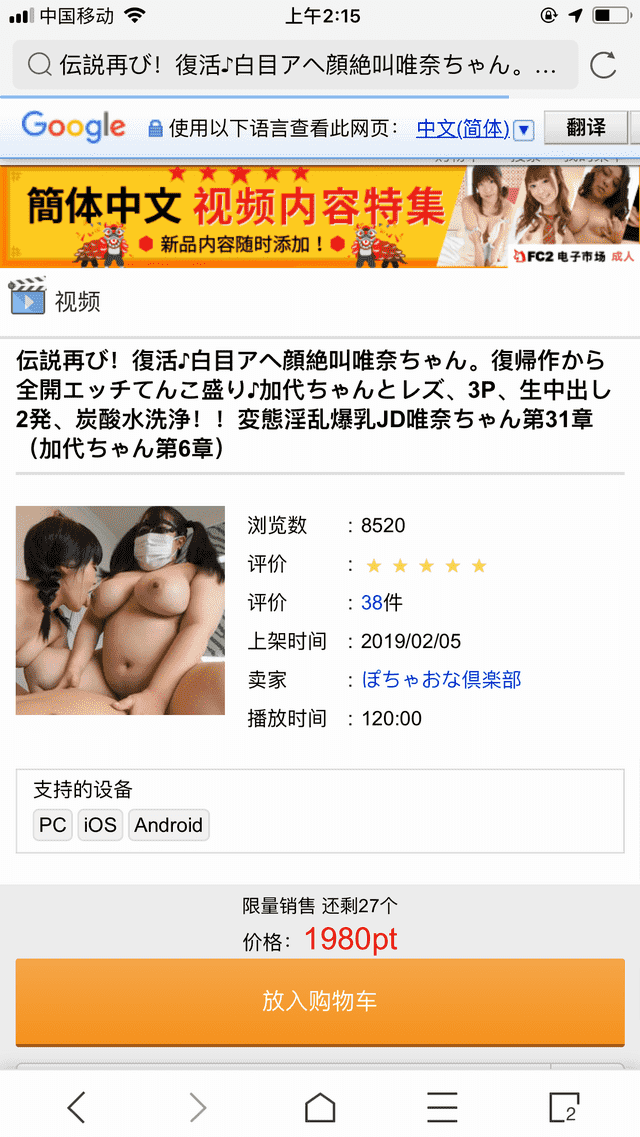 中国移动
上午2:15
伝説再び！復活♪白目アへ顔絶叫唯奈ちゃん。...
Google
使用以下语言查看此网页：
中文(简体)
翻译
簡体中文 视频内容特集
新品内容随时添加！
FC2 电子市场 成人
视频
伝説再び！復活♪白目アへ顔絶叫唯奈ちゃん。復帰作から
全開エッチてんこ盛り♪加代ちゃんとレズ、3P、生中出し
2発、炭酸水洗浄！！変態淫乱爆乳JD唯奈ちゃん第31章
（加代ちゃん第6章）
浏览数 : 8520
评价 : ★ ★ ★ ★ ★
评价 : 38件
上架时间 : 2019/02/05
卖家 : ぽちゃおな倶楽部
播放时间 : 120:00
支持的设备
PC iOS Android
限量销售 还剩27个
价格： 1980pt
放入购物车
2